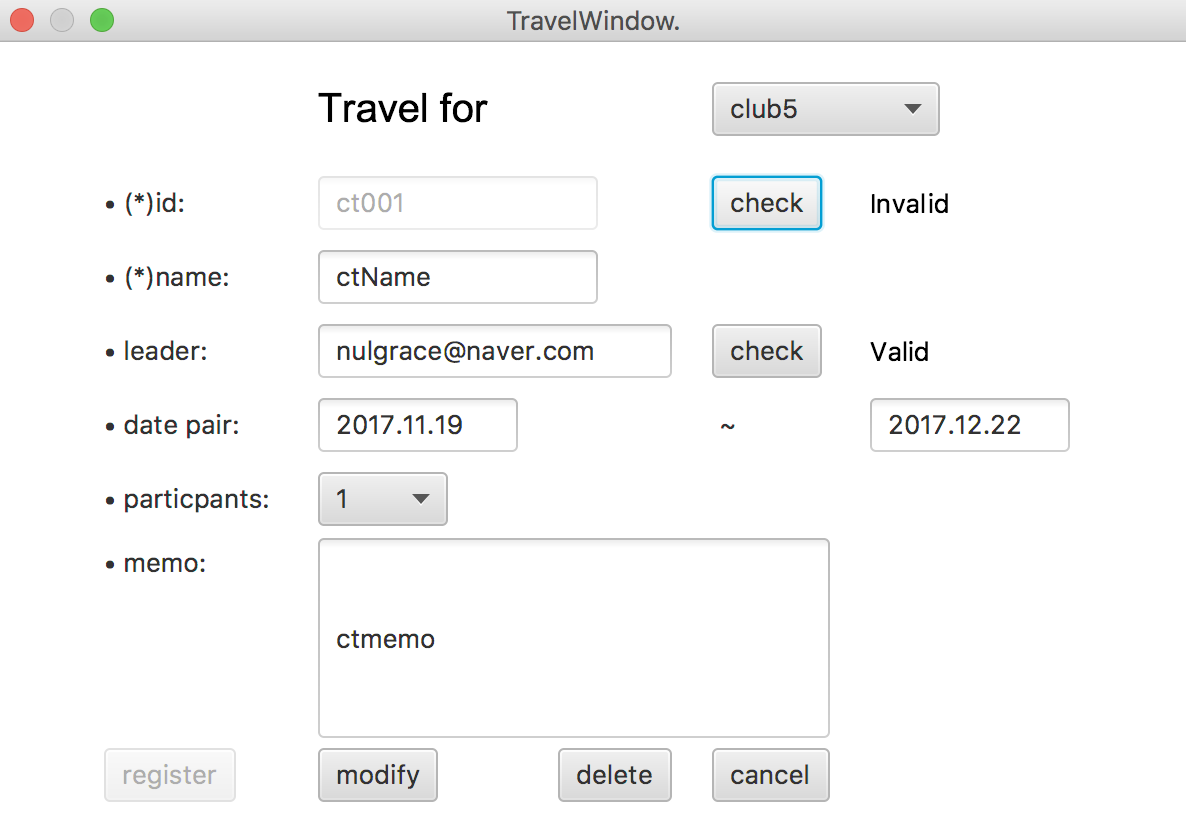 TravelWindow.
Travel for club5
• (*)id: ct001 check Invalid
• (*)name: ctName
• leader: nulgrace@naver.com check Valid
• date pair: 2017.11.19 ~ 2017.12.22
• particpants: 1
• memo:
ctmemo
register modify delete cancel